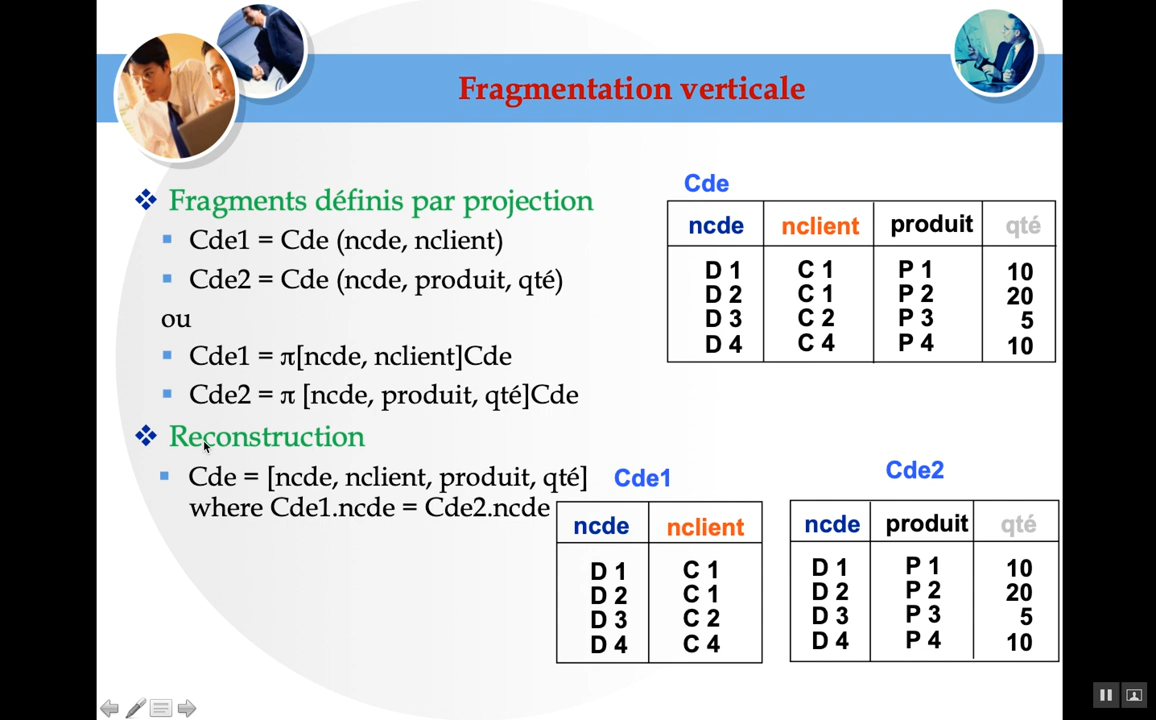 Fragmentation verticale
❖ Fragments définis par projection
▪ Cde1 = Cde (ncde, nclient)
▪ Cde2 = Cde (ncde, produit, qté)
ou
▪ Cde1 = π[ncde, nclient]Cde
▪ Cde2 = π [ncde, produit, qté]Cde
❖ Reconstruction
▪ Cde = [ncde, nclient, produit, qté]
where Cde1.ncde = Cde2.ncde
Cde
ncde nclient produit qté
D 1 C 1 P 1 10
D 2 C 1 P 2 20
D 3 C 2 P 3 5
D 4 C 4 P 4 10
Cde1
ncde nclient
D 1 C 1
D 2 C 1
D 3 C 2
D 4 C 4
Cde2
ncde produit qté
D 1 P 1 10
D 2 P 2 20
D 3 P 3 5
D 4 P 4 10